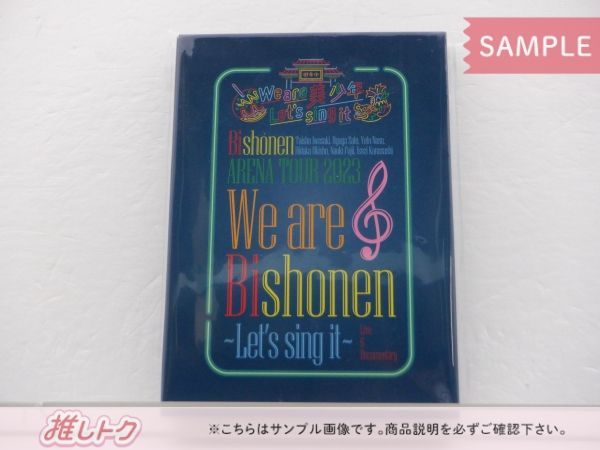 SAMPLE
We are 美 少年
Let's sing it
Bishonen
ARENA TOUR 2023
We are
Bishonen
~Let's sing it~
Live
&
Documentary
推しトク
※こちらはサンプル画像です。商品説明を必ずご確認下さい。